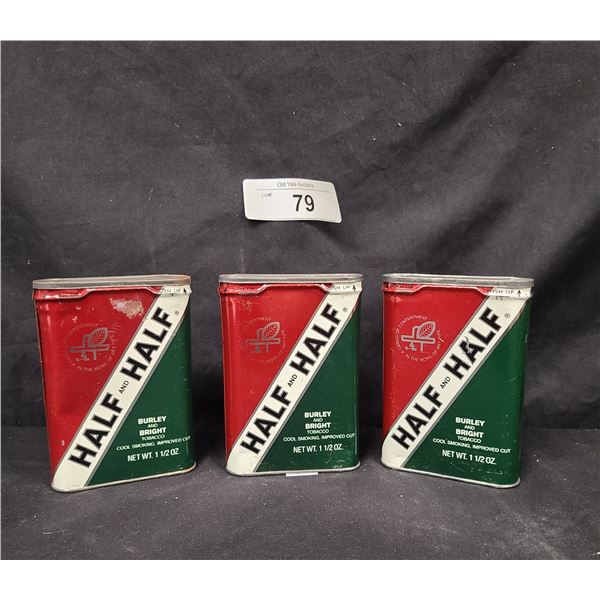 Old Yale Auctions
Lot#
79
HALF AND HALF
BURLEY
AND
BRIGHT
TOBACCO
COOL SMOKING, IMPROVED CUT
NET WT. 1 1/2 OZ.
HALF AND HALF ®
BURLEY
AND
BRIGHT
TOBACCO
COOL SMOKING, IMPROVED CUT
NET WT. 1 1/2 OZ.
HALF AND HALF ®
BURLEY
AND
BRIGHT
TOBACCO
COOL SMOKING, IMPROVED CUT
NET WT. 1 1/2 OZ.